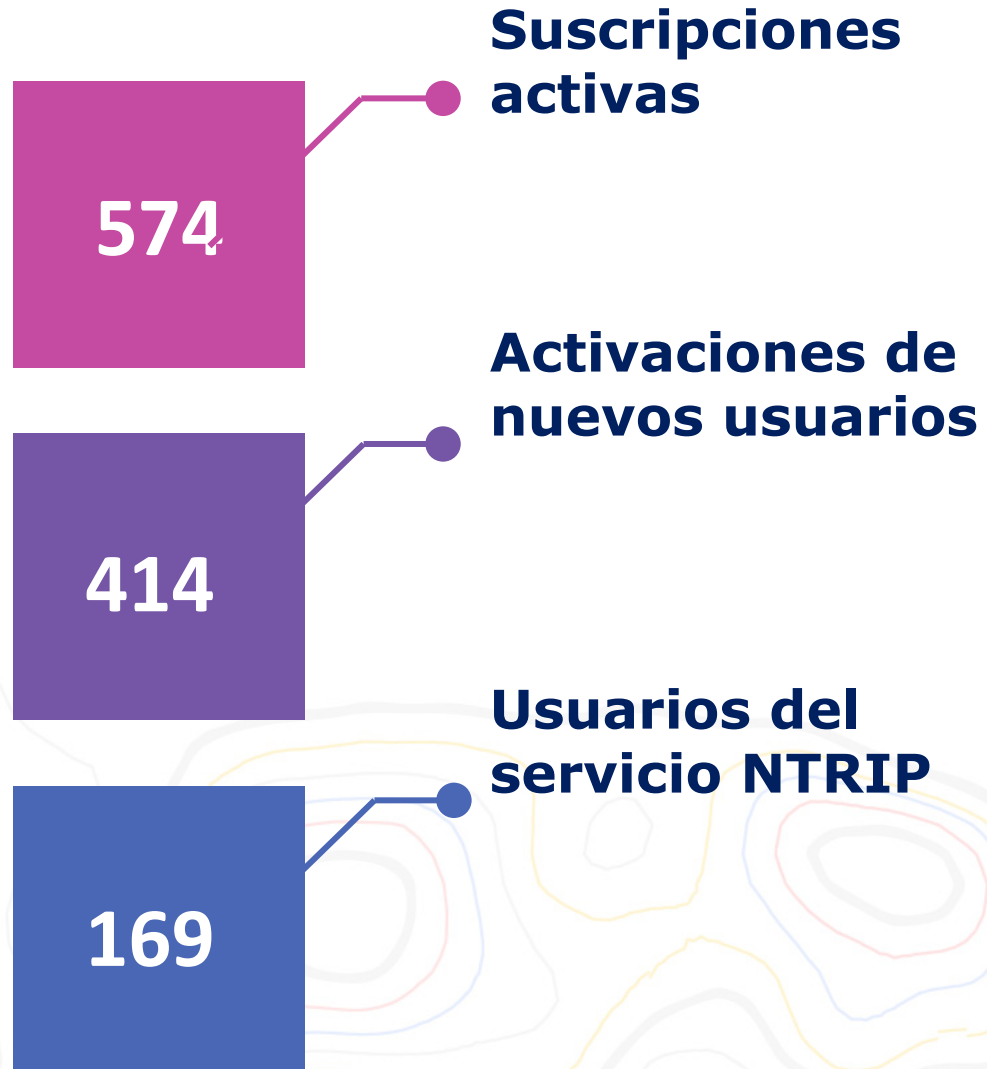 Suscripciones
activas
574
Activaciones de
nuevos usuarios
414
Usuarios del
servicio NTRIP
169